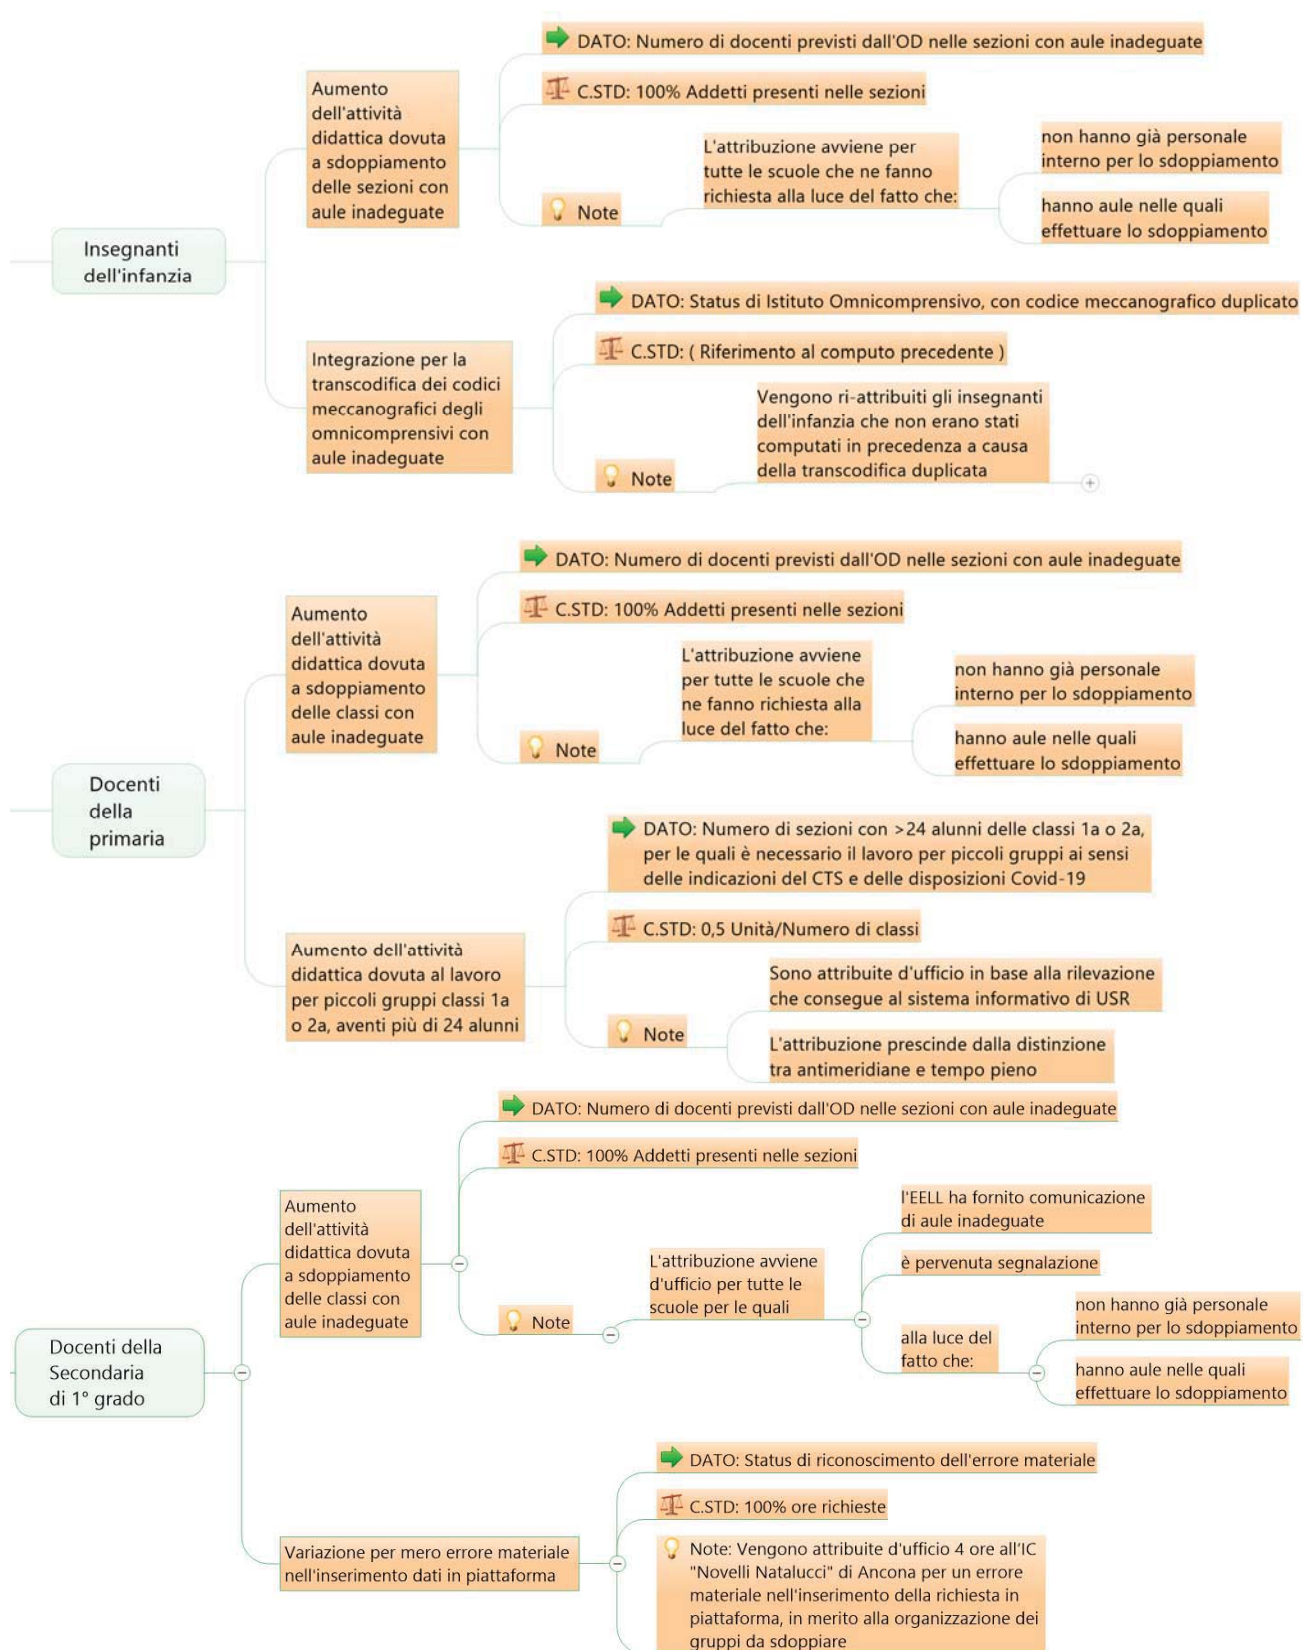 Insegnanti
dell'infanzia
Aumento
dell'attività
didattica dovuta
a sdoppiamento
delle sezioni con
aule inadeguate
DATO: Numero di docenti previsti dall'OD nelle sezioni con aule inadeguate
C.STD: 100% Addetti presenti nelle sezioni
Note
L'attribuzione avviene per
tutte le scuole che ne fanno
richiesta alla luce del fatto che:
non hanno già personale
interno per lo sdoppiamento
hanno aule nelle quali
effettuare lo sdoppiamento
Integrazione per la
transcodifica dei codici
meccanografici degli
omnicomprensivi con
aule inadeguate
DATO: Status di Istituto Omnicomprensivo, con codice meccanografico duplicato
C.STD: ( Riferimento al computo precedente )
Note
Vengono ri-attribuiti gli insegnanti
dell'infanzia che non erano stati
computati in precedenza a causa
della transcodifica duplicata
Docenti
della
primaria
Aumento
dell'attività
didattica dovuta
a sdoppiamento
delle classi con
aule inadeguate
DATO: Numero di docenti previsti dall'OD nelle sezioni con aule inadeguate
C.STD: 100% Addetti presenti nelle sezioni
Note
L'attribuzione avviene
per tutte le scuole che
ne fanno richiesta alla
luce del fatto che:
non hanno già personale
interno per lo sdoppiamento
hanno aule nelle quali
effettuare lo sdoppiamento
Aumento dell'attività
didattica dovuta al lavoro
per piccoli gruppi classi 1a
o 2a, aventi più di 24 alunni
DATO: Numero di sezioni con >24 alunni delle classi 1a o 2a,
per le quali è necessario il lavoro per piccoli gruppi ai sensi
delle indicazioni del CTS e delle disposizioni Covid-19
C.STD: 0,5 Unità/Numero di classi
Note
Sono attribuite d'ufficio in base alla rilevazione
che consegue al sistema informativo di USR
L'attribuzione prescinde dalla distinzione
tra antimeridiane e tempo pieno
Docenti della
Secondaria
di 1° grado
Aumento
dell'attività
didattica dovuta
a sdoppiamento
delle classi con
aule inadeguate
DATO: Numero di docenti previsti dall'OD nelle sezioni con aule inadeguate
C.STD: 100% Addetti presenti nelle sezioni
Note
L'attribuzione avviene
d'ufficio per tutte le
scuole per le quali
l'EELL ha fornito comunicazione
di aule inadeguate
è pervenuta segnalazione
alla luce del
fatto che:
non hanno già personale
interno per lo sdoppiamento
hanno aule nelle quali
effettuare lo sdoppiamento
Variazione per mero errore materiale
nell'inserimento dati in piattaforma
DATO: Status di riconoscimento dell'errore materiale
C.STD: 100% ore richieste
Note: Vengono attribuite d'ufficio 4 ore all'IC
"Novelli Natalucci" di Ancona per un errore
materiale nell'inserimento della richiesta in
piattaforma, in merito alla organizzazione dei
gruppi da sdoppiare